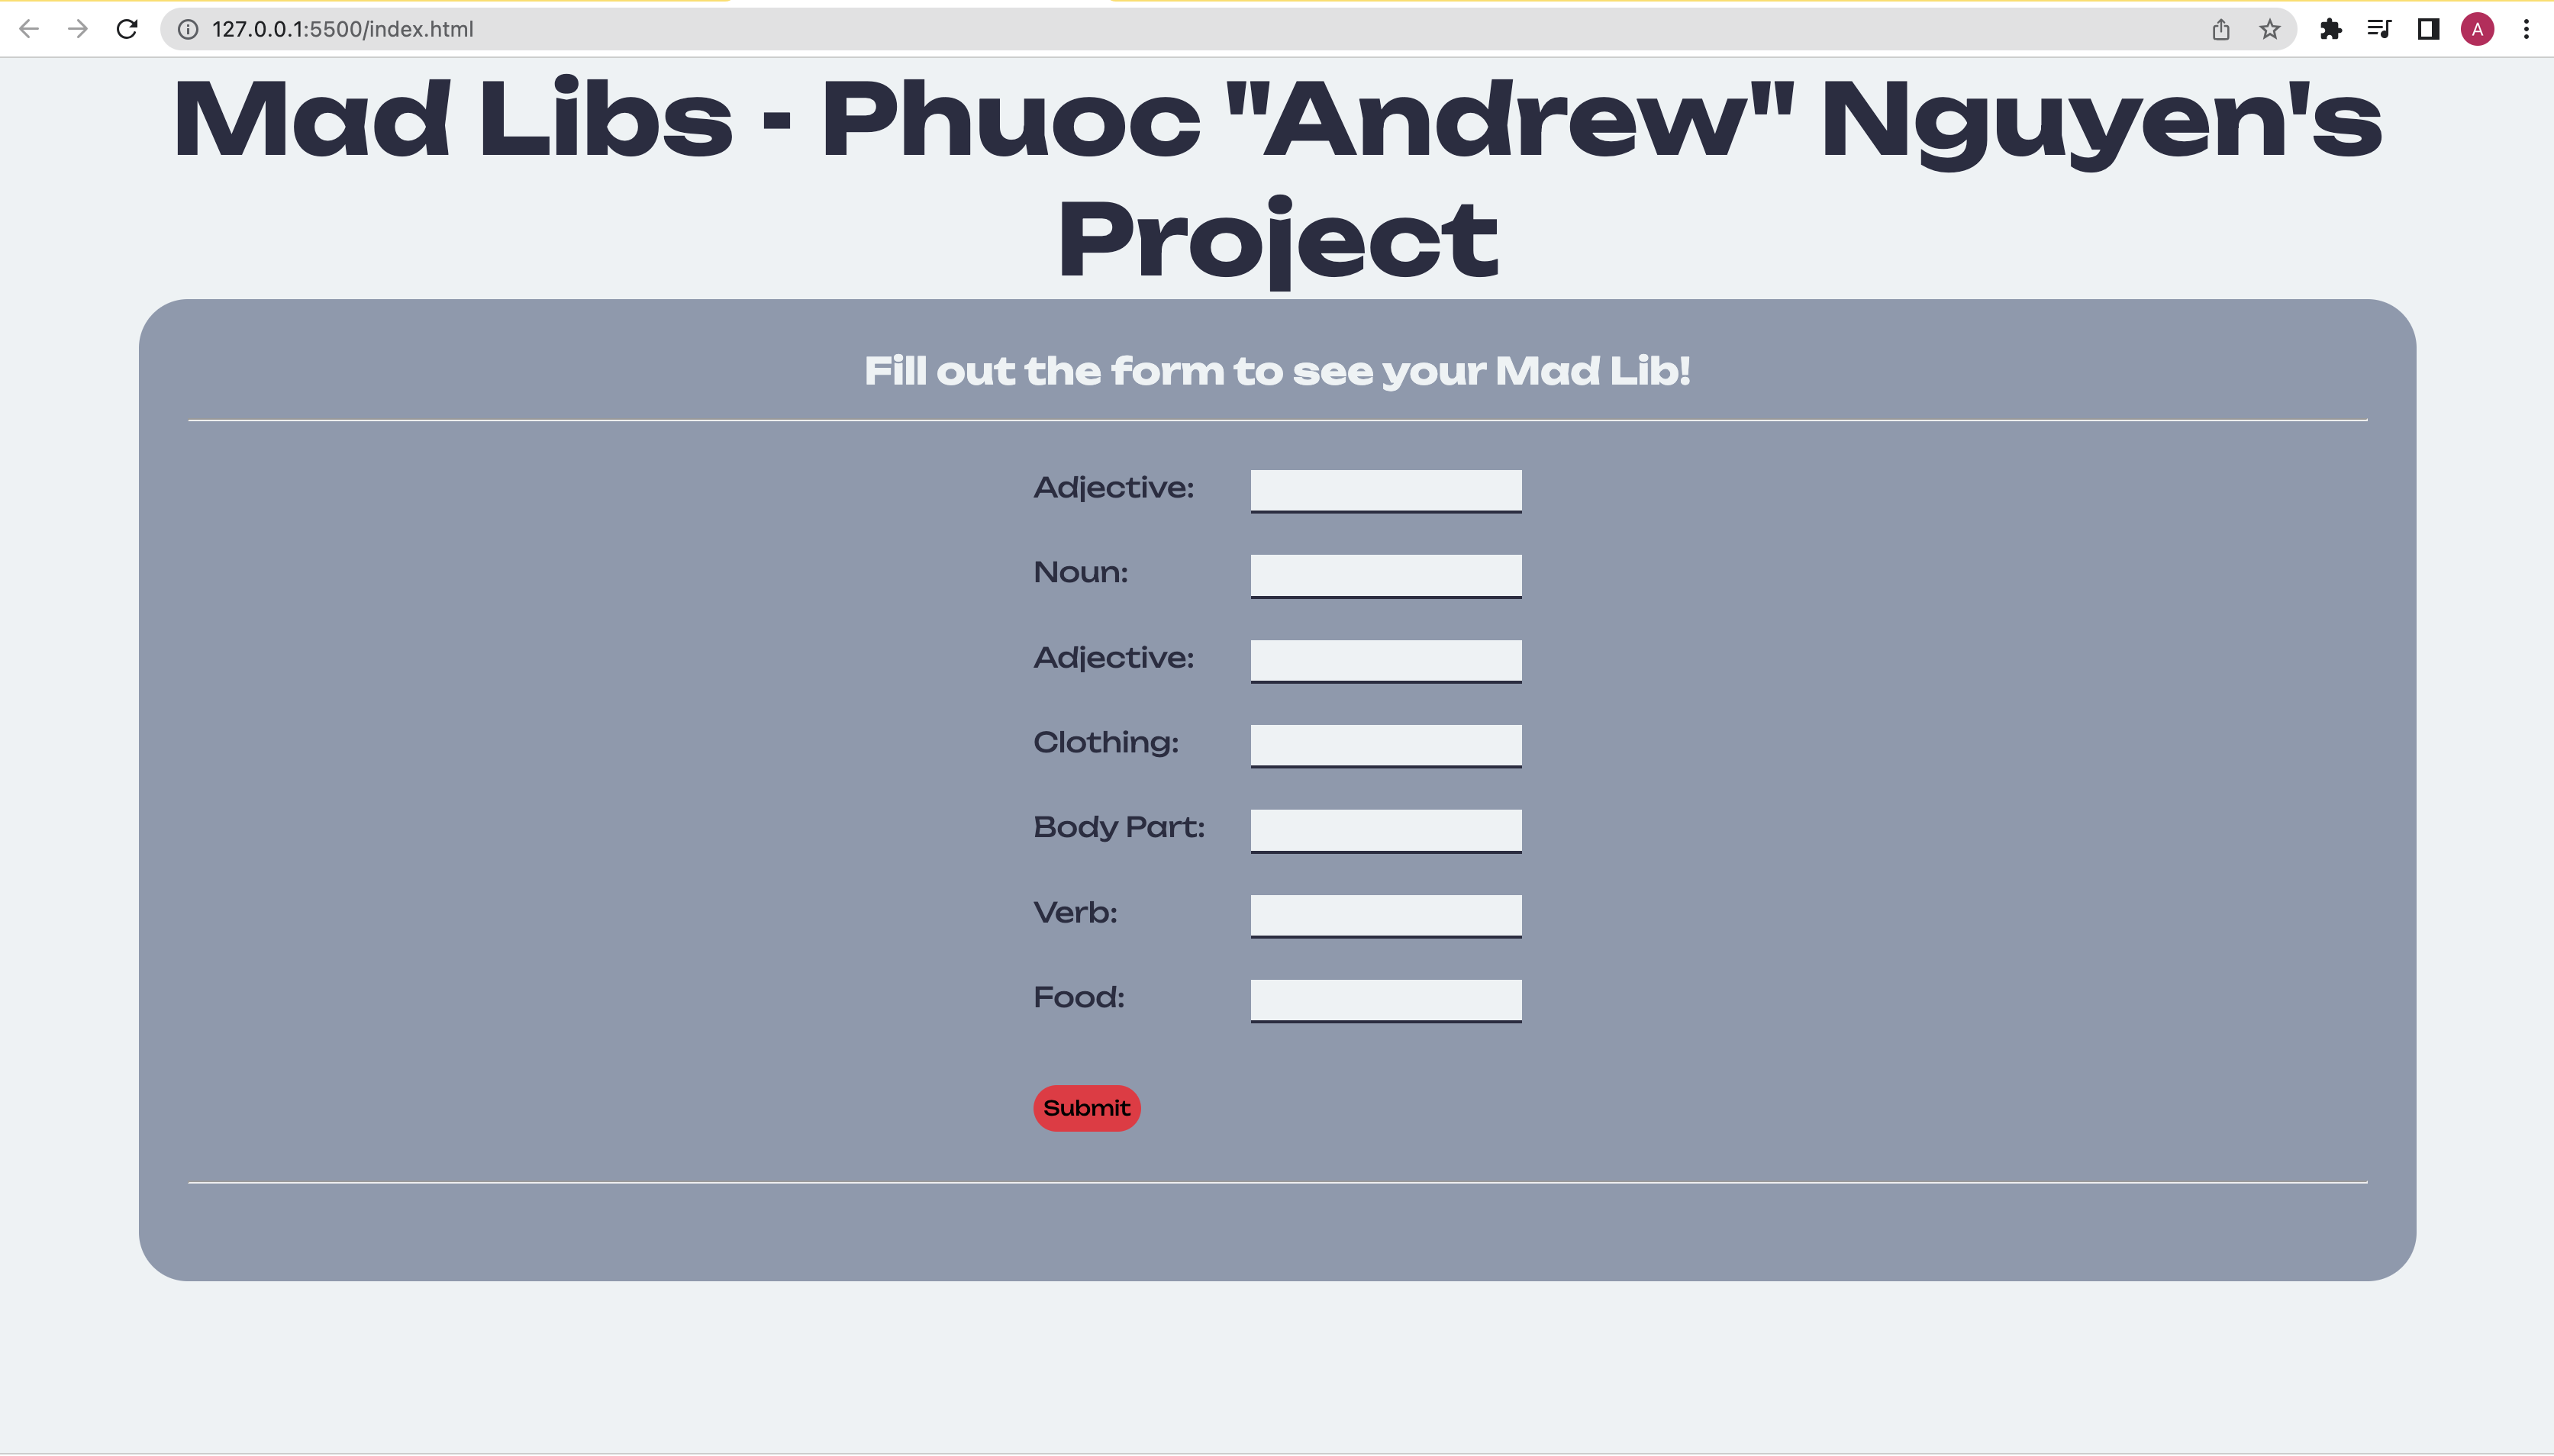 127.0.0.1:5500/index.html
A
Mad Libs - Phuoc "Andrew" Nguyen's
Project
Fill out the form to see your Mad Lib!
Adjective:
Noun:
Adjective:
Clothing:
Body Part:
Verb:
Food:
Submit